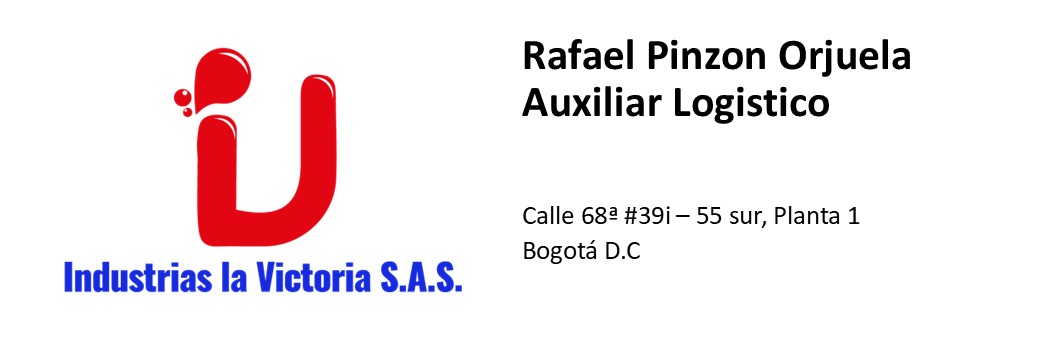 Rafael Pinzon Orjuela
Auxiliar Logistico
Calle 68ª #39i – 55 sur, Planta 1
Bogotá D.C
Industrias la Victoria S.A.S.